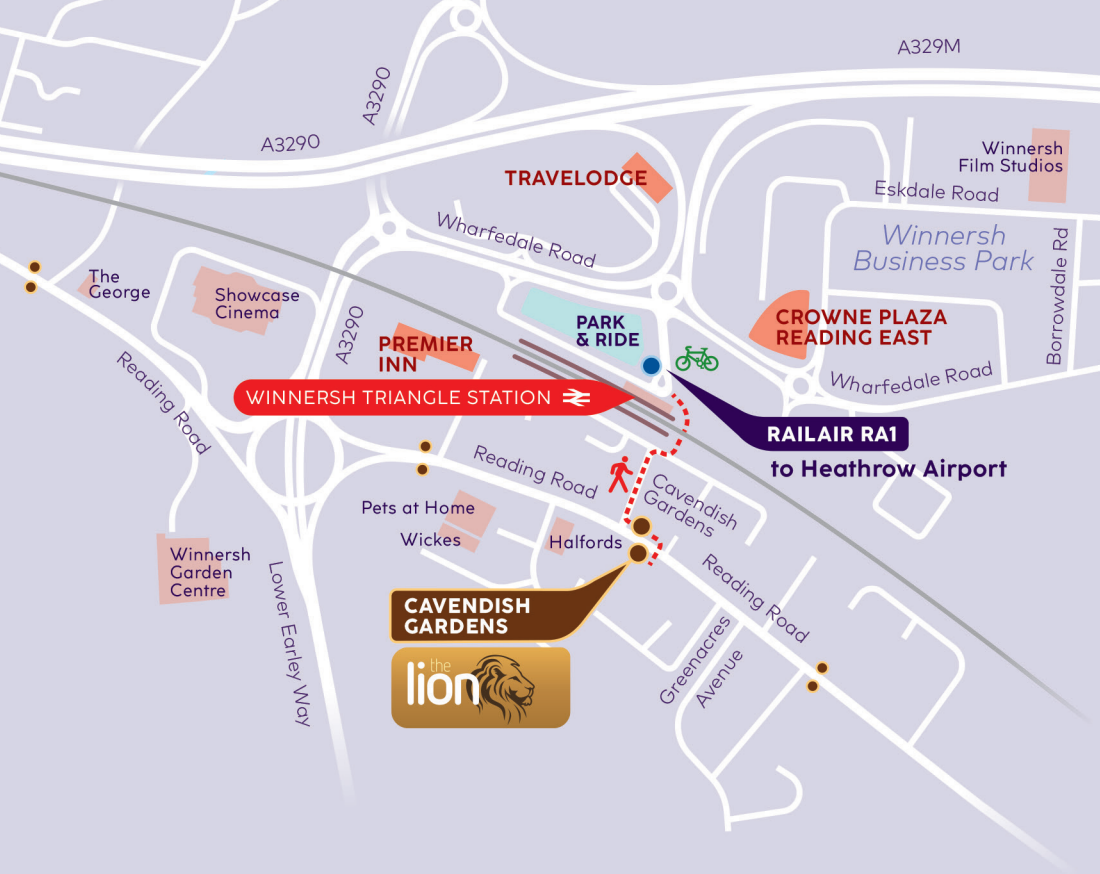 A329M
A3290
A3290
Winnersh
Film Studios
TRAVELODGE
Eskdale Road
Wharfedale Road
Winnersh
Business Park
Borrowdale Rd
The
George
Showcase
Cinema
A3290
PREMIER
INN
PARK
& RIDE
CROWNE PLAZA
READING EAST
Wharfedale Road
Reading Road
WINNERSH TRIANGLE STATION
RAILAIR RA1
to Heathrow Airport
Reading Road
Cavendish
Gardens
Pets at Home
Wickes
Halfords
Winnersh
Garden
Centre
Lower Earley Way
CAVENDISH
GARDENS
the
lion
Reading Road
Greenacres
Avenue